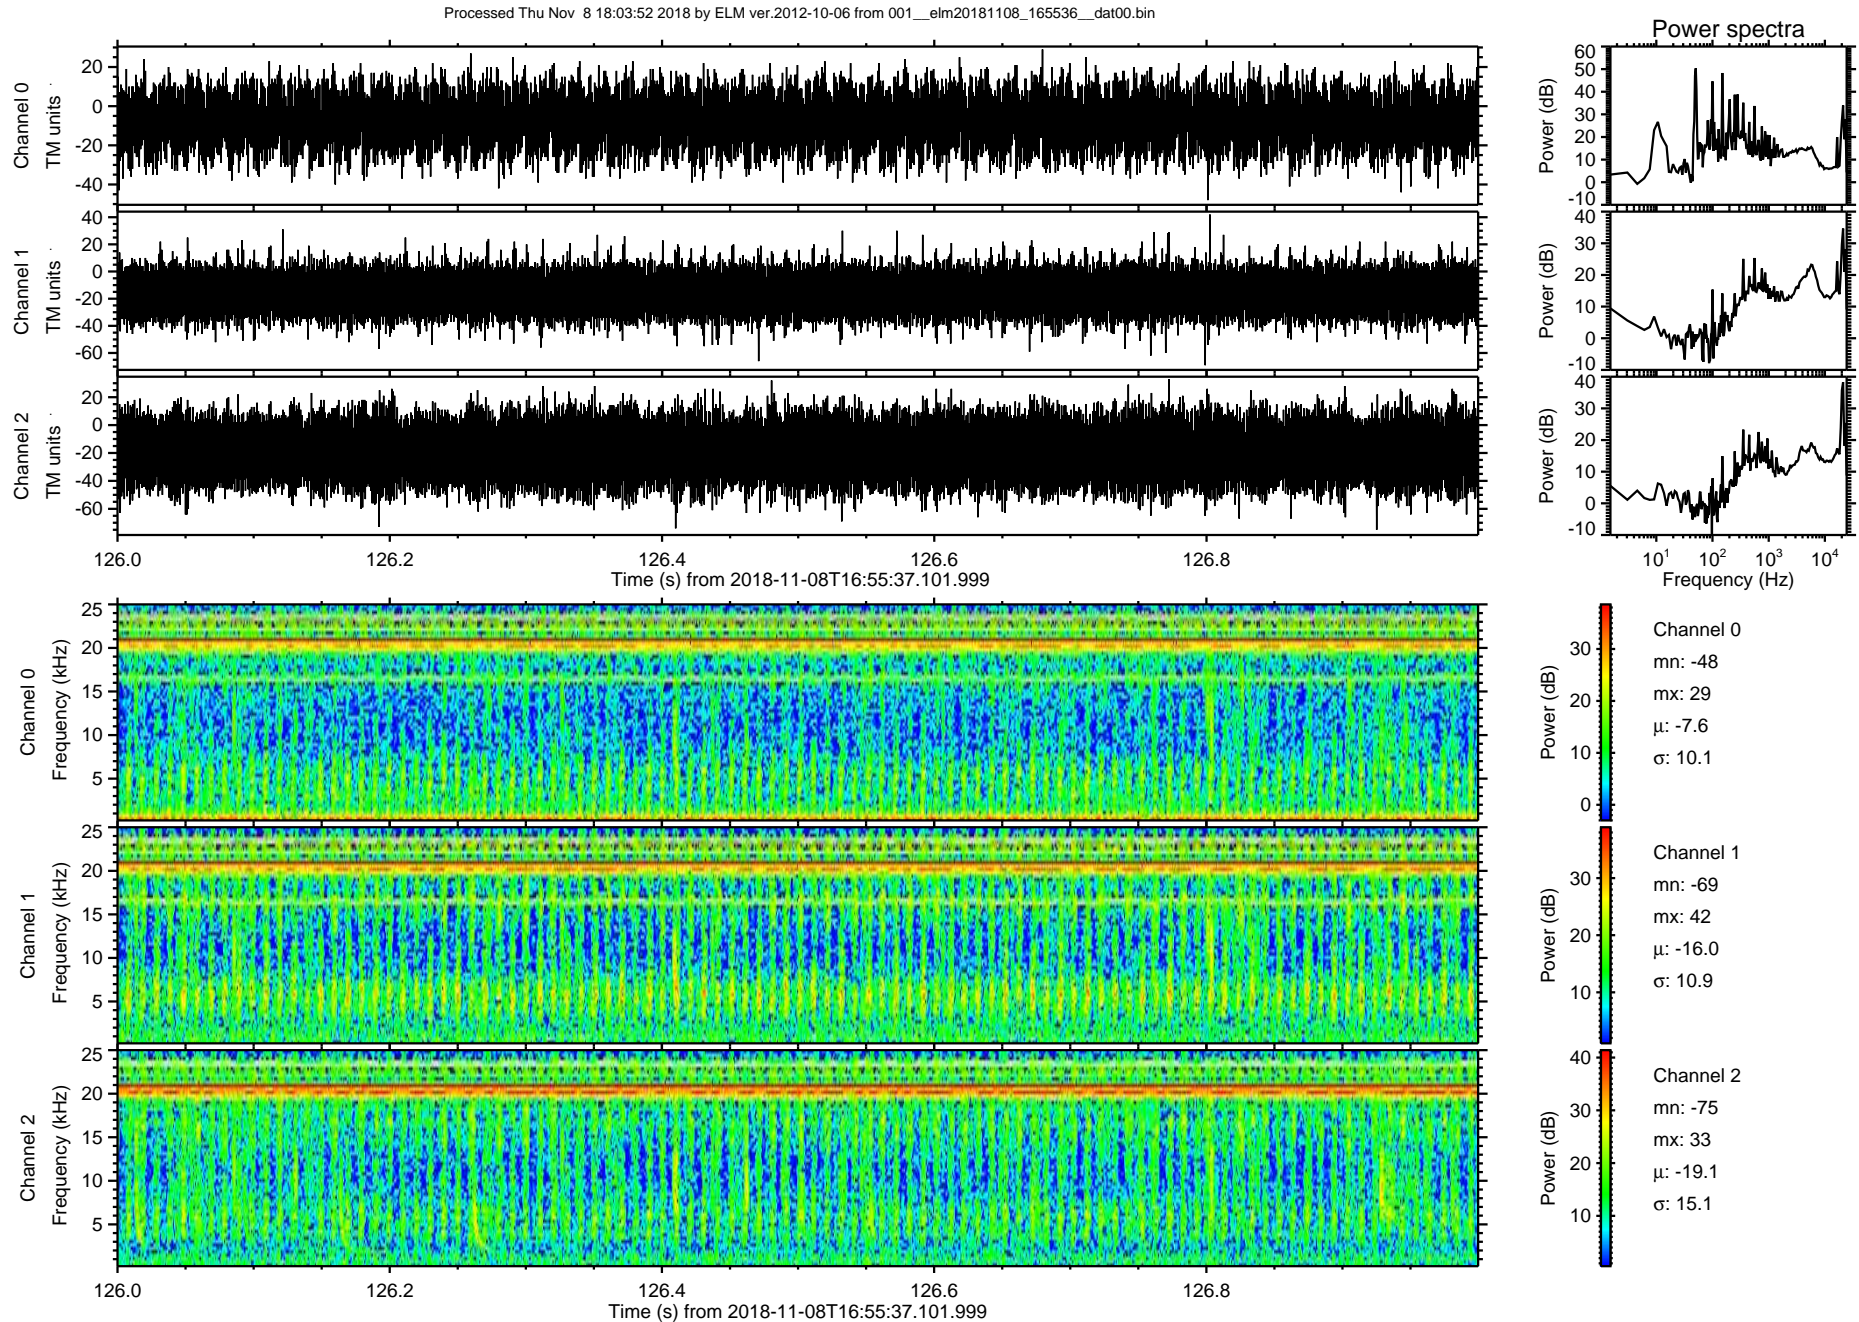 Processed Thu Nov  8 18:03:52 2018 by ELM ver.2012-10-06 from 001__elm20181108_165536__dat00.bin
Power spectra
Channel 0
TM units
20
0
-20
-40
Power (dB)
60
50
40
30
20
10
0
-10
Channel 1
TM units
40
20
0
-20
-40
-60
Power (dB)
40
30
20
10
0
-10
Channel 2
TM units
20
0
-20
-40
-60
Power (dB)
40
30
20
10
0
-10
126.0 126.2 126.4 126.6 126.8
Time (s) from 2018-11-08T16:55:37.101.999
10¹ 10² 10³ 10⁴
Frequency (Hz)
Channel 0
Frequency (kHz)
25
20
15
10
5
Power (dB)
30
20
10
0
Channel 0
mn: -48
mx: 29
μ: -7.6
σ: 10.1
Channel 1
Frequency (kHz)
25
20
15
10
5
Power (dB)
30
20
10
Channel 1
mn: -69
mx: 42
μ: -16.0
σ: 10.9
Channel 2
Frequency (kHz)
25
20
15
10
5
Power (dB)
40
30
20
10
Channel 2
mn: -75
mx: 33
μ: -19.1
σ: 15.1
126.0 126.2 126.4 126.6 126.8
Time (s) from 2018-11-08T16:55:37.101.999